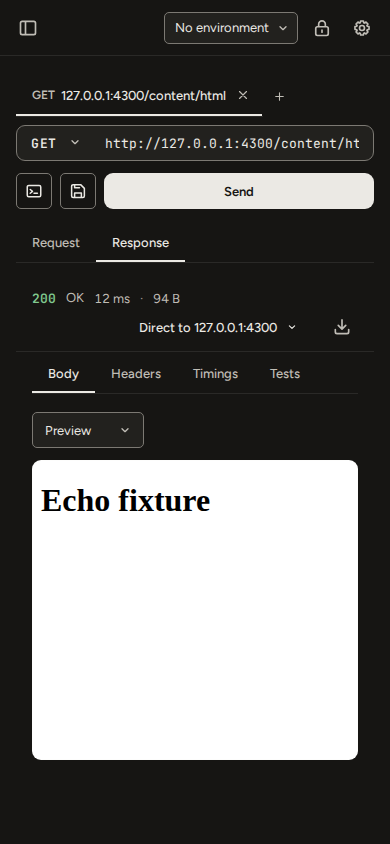 No environment
GET 127.0.0.1:4300/content/html
GET http://127.0.0.1:4300/content/ht
Send
Request Response
200 OK 12 ms · 94 B
Direct to 127.0.0.1:4300
Body Headers Timings Tests
Preview
Echo fixture